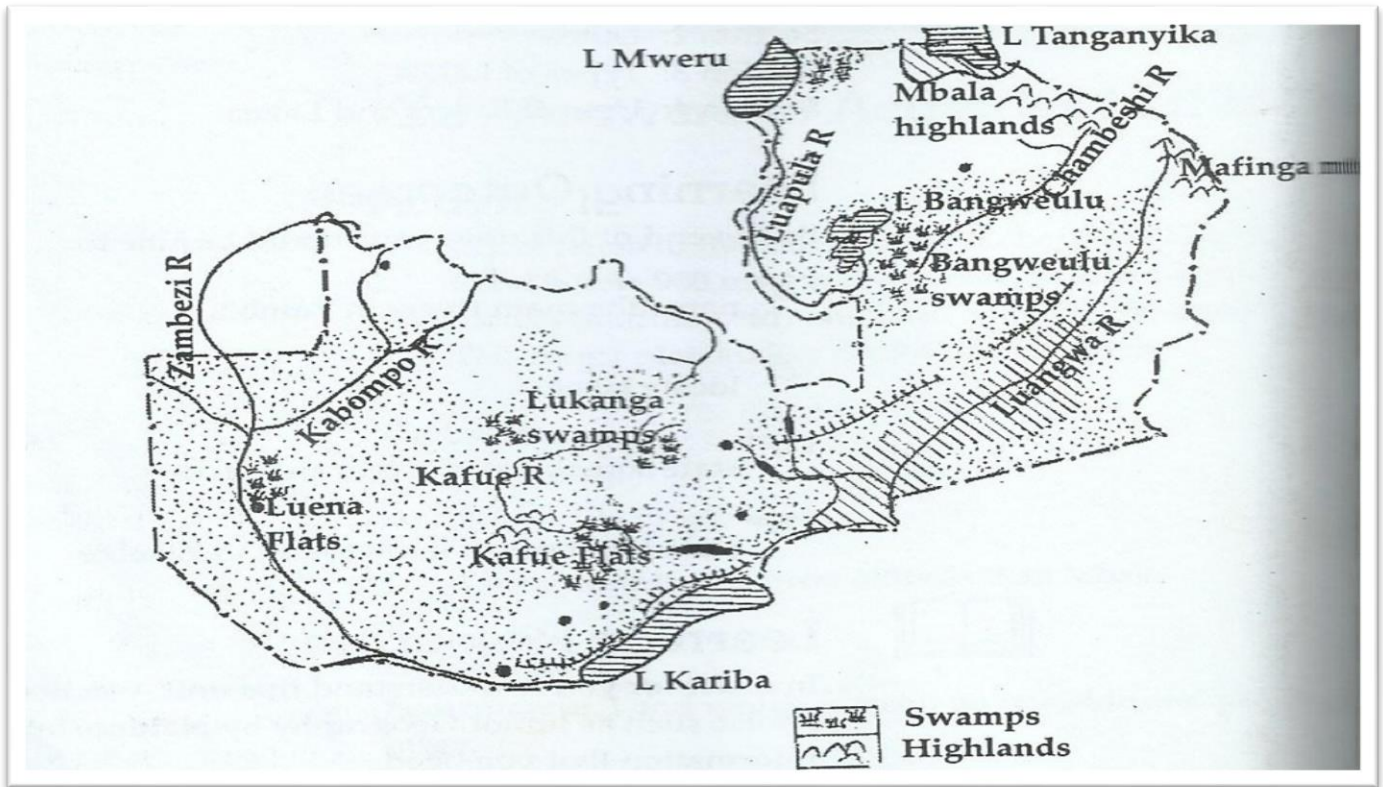 L Tanganyika
L Mweru
Mbala
highlands
Chambeshi R
Mafinga
Luapula R
L Bangweulu
Bangweulu
swamps
Zambezi R
Kabompo R
Luangwa R
Lukanga
swamps
Kafue R
Luena
Flats
Kafue Flats
L Kariba
Swamps
Highlands